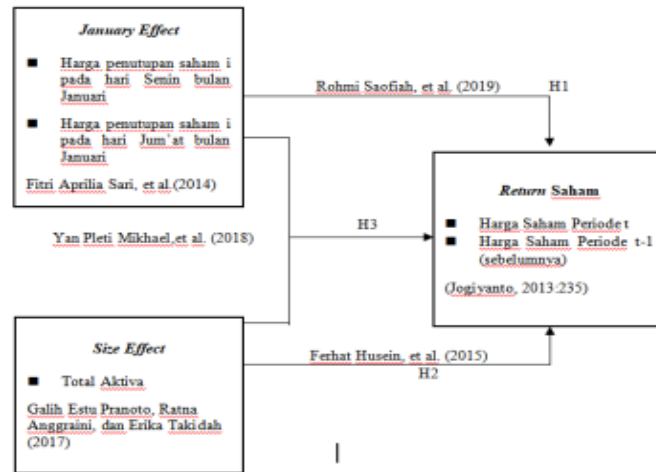 January Effect
■ Harga penutupan saham i
pada hari Senin bulan
Januari
■ Harga penutupan saham i
pada hari Jum'at bulan
Januari
Fitri Aprilia Sari, et al.(2014)
Rohmi Saofiah, et al. (2019) H1
Yan Pleti Mikhael,et al. (2018)
H3
Return Saham
■ Harga Saham Periode t
■ Harga Saham Periode t-1
(sebelumnya)
(Jogiyanto, 2013:235)
Size Effect
■ Total Aktiva
Galih Estu Pranoto, Ratna
Anggraini, dan Erika Takidah
(2017)
Ferhat Husein, et al. (2015)
H2